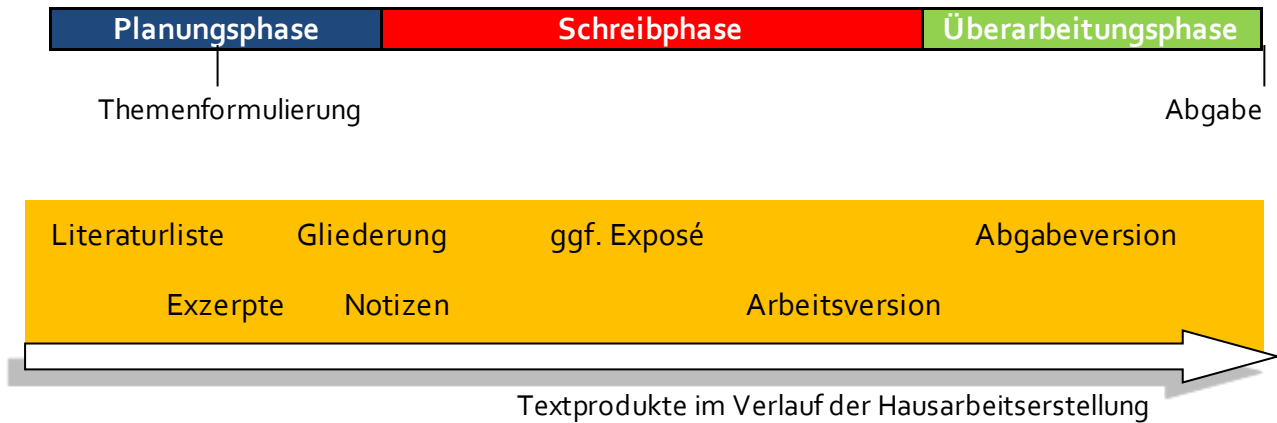 Planungsphase Schreibphase Überarbeitungsphase
Themenformulierung Abgabe
Literaturliste Gliederung ggf. Exposé Abgabeversion
Exzerpte Notizen Arbeitsversion
Textprodukte im Verlauf der Hausarbeitserstellung